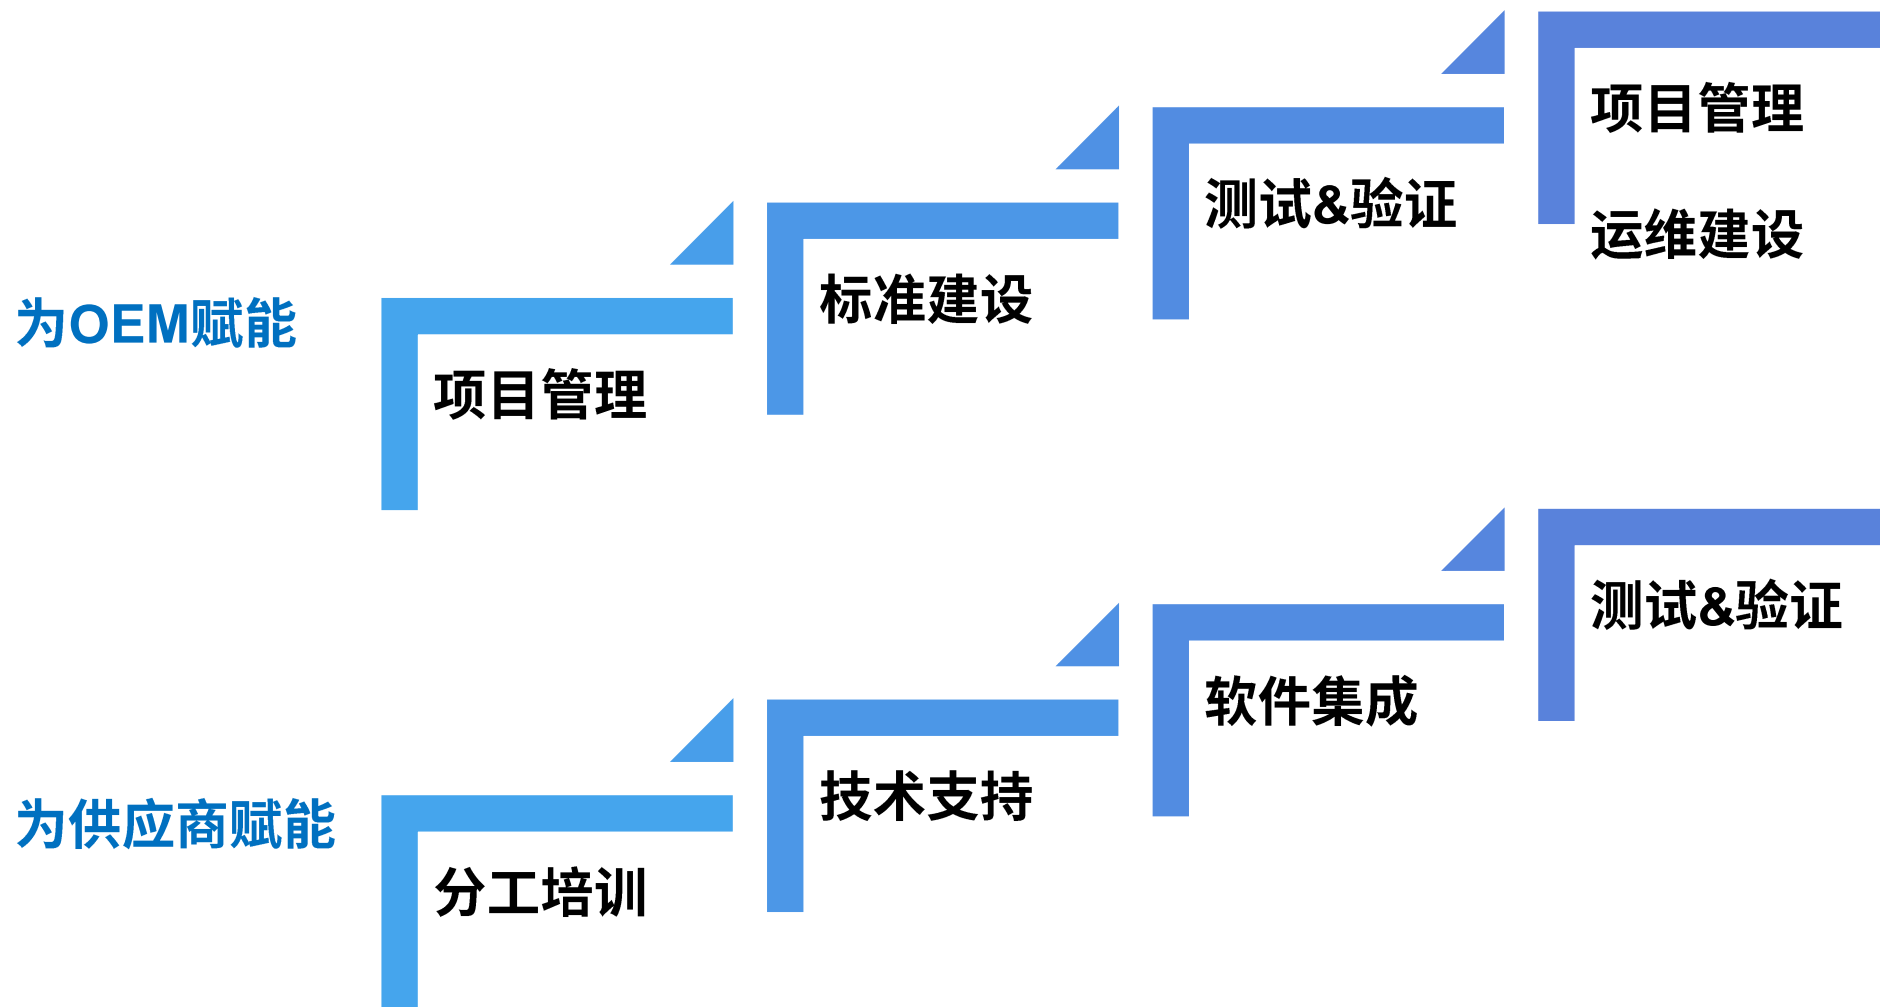 为OEM赋能
项目管理
标准建设
测试&验证
项目管理
运维建设
为供应商赋能
分工培训
技术支持
软件集成
测试&验证